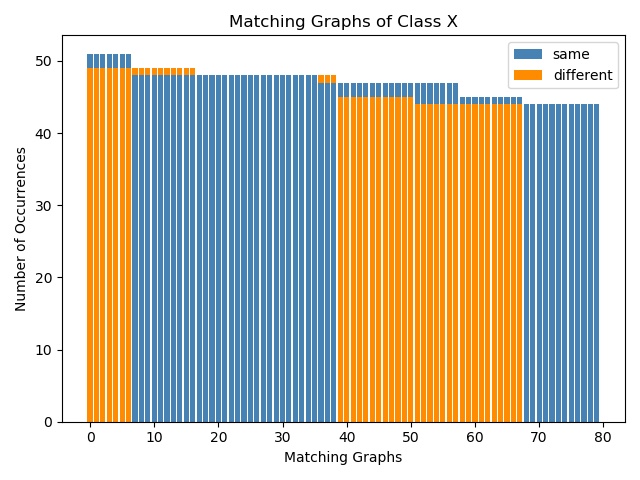 Matching Graphs of Class X
same
different
Number of Occurrences
50
40
30
20
10
0
0 10 20 30 40 50 60 70 80
Matching Graphs